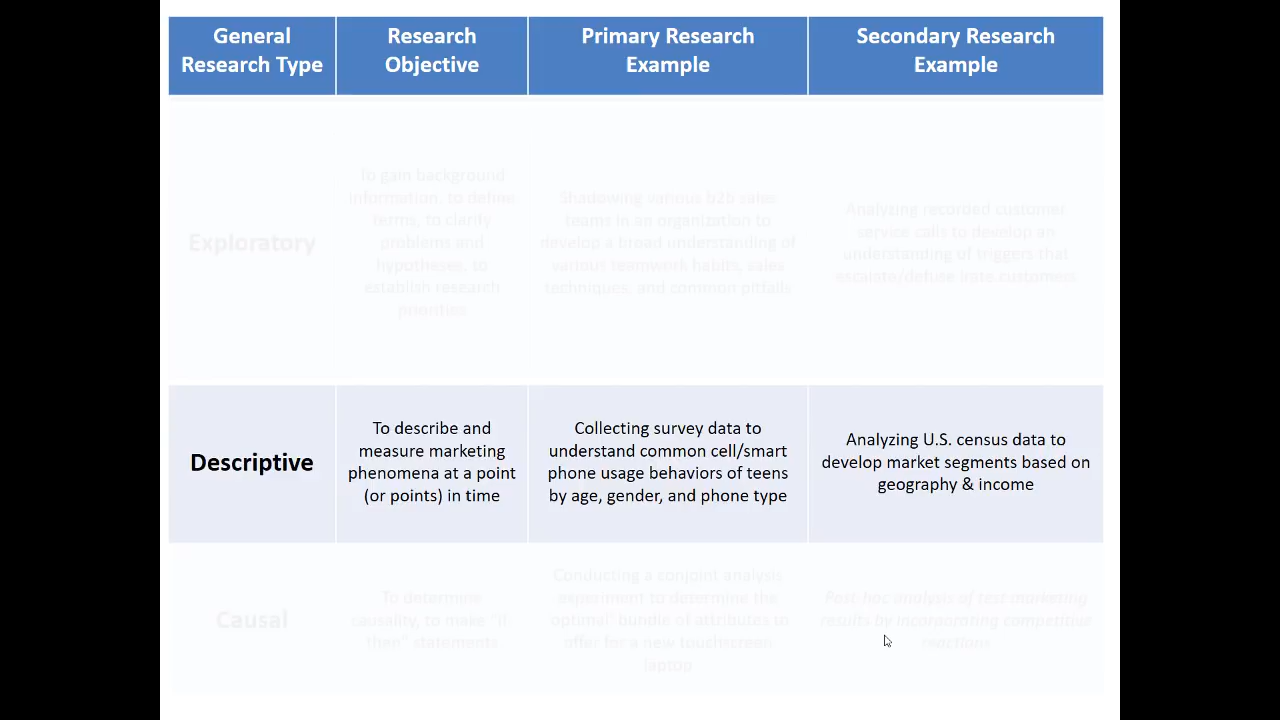 General
Research Type
Research
Objective
Primary Research
Example
Secondary Research
Example
Exploratory
To gain background
information, to define
terms, to clarify
problems and
hypotheses, to
establish research
priorities
Shadowing various b2b sales
teams in an organization to
develop a broad understanding of
various teamwork habits, sales
techniques, and common pitfalls
Analyzing recorded customer
service calls to develop an
understanding of triggers that
escalate/defuse irate customers
Descriptive
To describe and
measure marketing
phenomena at a point
(or points) in time
Collecting survey data to
understand common cell/smart
phone usage behaviors of teens
by age, gender, and phone type
Analyzing U.S. census data to
develop market segments based on
geography & income
Causal
To determine
causality, to make "if
then" statements
Conducting a conjoint analysis
experiment to determine the
optimal bundle of attributes to
offer for a new touchscreen
laptop
Post-hoc analysis of test marketing
results by incorporating competitive
reactions